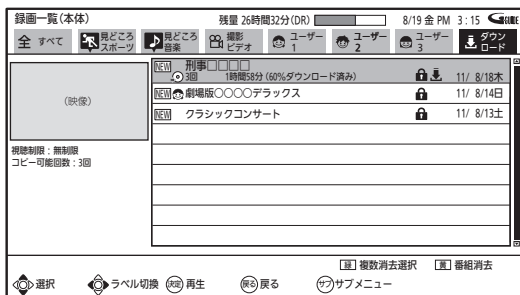 録画一覧(本体) 残量 26時間32分(DR) 8/19 金 PM 3:15 G-GUIDE
全 すべて 見どころ スポーツ 見どころ 音楽 撮影 ビデオ ユーザー 1 ユーザー 2 ユーザー 3 ダウン ロード
NEW 刑事□□□□
3回 1時間58分(60%ダウンロード済み) 11/ 8/18木
NEW 劇場版○○○○デラックス 11/ 8/14日
NEW クラシックコンサート 11/ 8/13土
(映像)
視聴制限:無制限
コピー可能回数:3回
緑 複数消去選択 黄 番組消去
選択 ラベル切換 決定 再生 戻る 戻る サブ サブメニュー